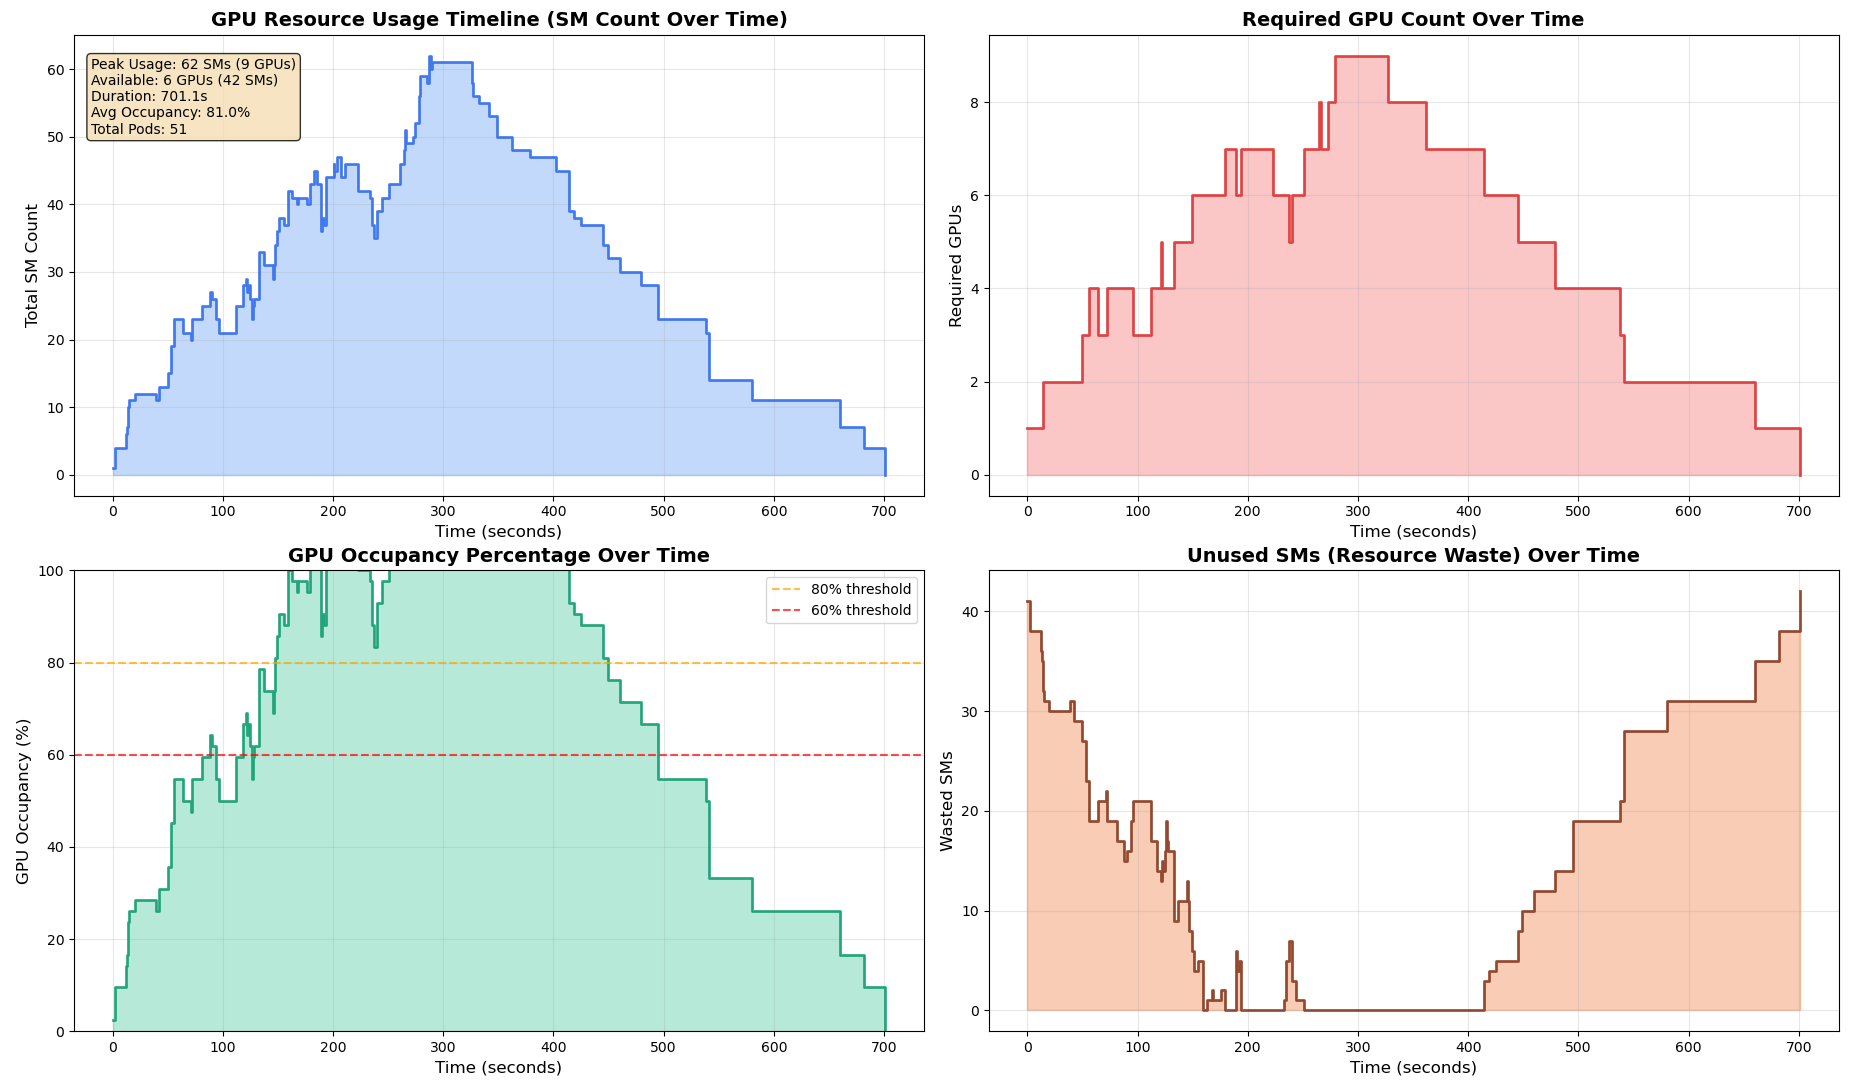 GPU Resource Usage Timeline (SM Count Over Time)
Peak Usage: 62 SMs (9 GPUs)
Available: 6 GPUs (42 SMs)
Duration: 701.1s
Avg Occupancy: 81.0%
Total Pods: 51
Total SM Count
60
50
40
30
20
10
0
0 100 200 300 400 500 600 700
Time (seconds)
Required GPU Count Over Time
Required GPUs
8
6
4
2
0
0 100 200 300 400 500 600 700
Time (seconds)
GPU Occupancy Percentage Over Time
80% threshold
60% threshold
GPU Occupancy (%)
100
80
60
40
20
0
0 100 200 300 400 500 600 700
Time (seconds)
Unused SMs (Resource Waste) Over Time
Wasted SMs
40
30
20
10
0
0 100 200 300 400 500 600 700
Time (seconds)